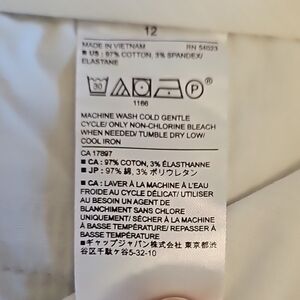 12
MADE IN VIETNAM RN 54023
■ US : 97% COTTON, 3% SPANDEX/
ELASTANE
30 P
1166
MACHINE WASH COLD GENTLE
CYCLE/ ONLY NON-CHLORINE BLEACH
WHEN NEEDED/ TUMBLE DRY LOW/
COOL IRON
CA 17897
■ CA : 97% COTON, 3% ÉLASTHANNE
■ JP : 97% 綿, 3% ポリウレタン
■ CA : LAVER À LA MACHINE À L'EAU
FROIDE AU CYCLE DÉLICAT/ UTILISER
AU BESOIN UN AGENT DE
BLANCHIMENT SANS CHLORE
UNIQUEMENT/ SÉCHER À LA MACHINE
À BASSE TEMPÉRATURE/ REPASSER À
BASSE TEMPÉRATURE
■ギャップジャパン株式会社 東京都渋
谷区千駄ヶ谷5-32-10